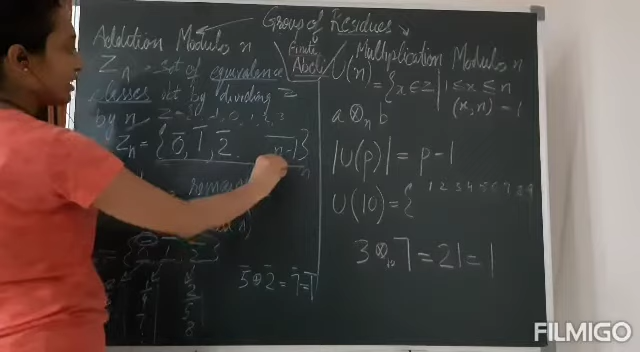 Group of Residues
Addition Modulo n
Finite
Abelian
Multiplication Modulo n
Zn - set of equivalence
classes wrt by dividing Z
by n
Zn = { 0̄, 1̄, 2̄, n-1 }
U(n) = {x ∈ Z | 1 ≤ x ≤ n
(x, n) = 1
a ⊗n b
|U(p)| = p - 1
U(10) = {
1 2 3 4 5 6 7 8 9
3 ⊗10 7 = 21 = 1
5̄ ⊕ 2̄ = 7̄ = 1̄
FILMIGO